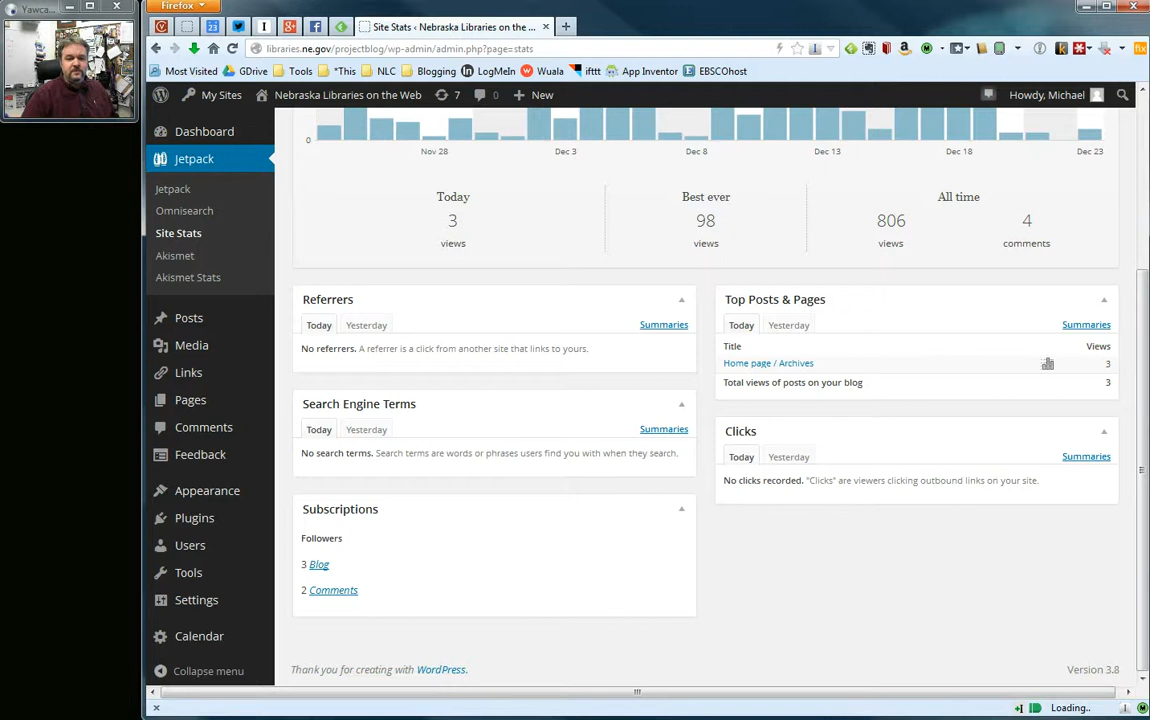 Yawca...
Firefox
23
Site Stats ‹ Nebraska Libraries on the ...
libraries.ne.gov/projectblog/wp-admin/admin.php?page=stats
Most Visited GDrive Tools *This NLC Blogging LogMeIn Wuala ifttt App Inventor EBSCOhost
My Sites Nebraska Libraries on the Web 7 0 New Howdy, Michael
Dashboard
Jetpack
Jetpack
Omnisearch
Site Stats
Akismet
Akismet Stats
Posts
Media
Links
Pages
Comments
Feedback
Appearance
Plugins
Users
Tools
Settings
Calendar
Collapse menu
0
Nov 28 Dec 3 Dec 8 Dec 13 Dec 18 Dec 23
Today Best ever All time
3 98 806 4
views views views comments
Referrers
Today Yesterday Summaries
No referrers. A referrer is a click from another site that links to yours.
Search Engine Terms
Today Yesterday Summaries
No search terms. Search terms are words or phrases users find you with when they search.
Subscriptions
Followers
3 Blog
2 Comments
Top Posts & Pages
Today Yesterday Summaries
Title Views
Home page / Archives 3
Total views of posts on your blog 3
Clicks
Today Yesterday Summaries
No clicks recorded. "Clicks" are viewers clicking outbound links on your site.
Thank you for creating with WordPress. Version 3.8
Loading..